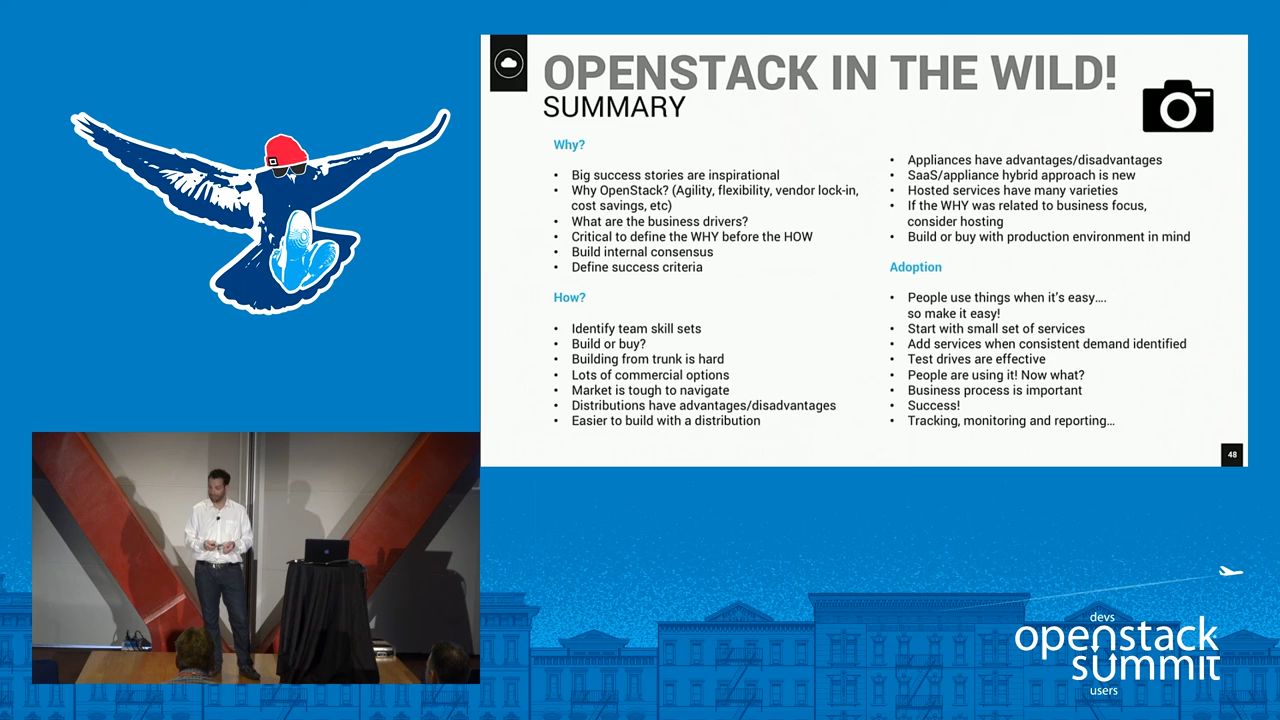 OPENSTACK IN THE WILD!
SUMMARY
Why?
• Big success stories are inspirational
• Why OpenStack? (Agility, flexibility, vendor lock-in,
cost savings, etc)
• What are the business drivers?
• Critical to define the WHY before the HOW
• Build internal consensus
• Define success criteria
How?
• Identify team skill sets
• Build or buy?
• Building from trunk is hard
• Lots of commercial options
• Market is tough to navigate
• Distributions have advantages/disadvantages
• Easier to build with a distribution
• Appliances have advantages/disadvantages
• SaaS/appliance hybrid approach is new
• Hosted services have many varieties
• If the WHY was related to business focus,
consider hosting
• Build or buy with production environment in mind
Adoption
• People use things when it's easy....
so make it easy!
• Start with small set of services
• Add services when consistent demand identified
• Test drives are effective
• People are using it! Now what?
• Business process is important
• Success!
• Tracking, monitoring and reporting…
48
devs
openstack
summit
users